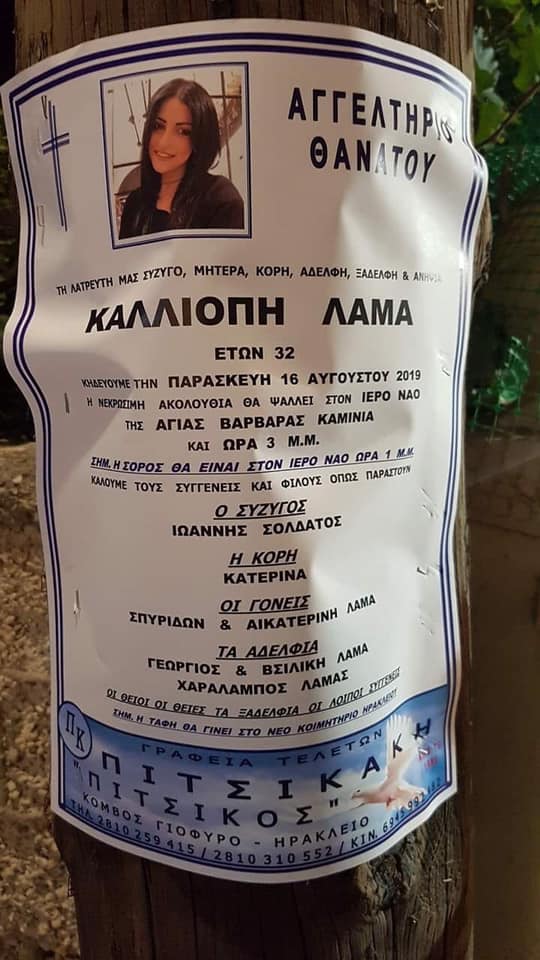 ΑΓΓΕΛΤΗΡΙΟ
ΘΑΝΑΤΟΥ
ΤΗ ΛΑΤΡΕΥΤΗ ΜΑΣ ΣΥΖΥΓΟ, ΜΗΤΕΡΑ, ΚΟΡΗ, ΑΔΕΛΦΗ, ΞΑΔΕΛΦΗ & ΑΝΗΨΙΑ
ΚΑΛΛΙΟΠΗ ΛΑΜΑ
ΕΤΩΝ 32
ΚΗΔΕΥΟΥΜΕ ΤΗΝ ΠΑΡΑΣΚΕΥΗ 16 ΑΥΓΟΥΣΤΟΥ 2019
Η ΝΕΚΡΩΣΙΜΗ ΑΚΟΛΟΥΘΙΑ ΘΑ ΨΑΛΛΕΙ ΣΤΟΝ ΙΕΡΟ ΝΑΟ
ΤΗΣ ΑΓΙΑΣ ΒΑΡΒΑΡΑΣ ΚΑΜΙΝΙΑ
ΚΑΙ ΩΡΑ 3 Μ.Μ.
ΣΗΜ. Η ΣΟΡΟΣ ΘΑ ΕΙΝΑΙ ΣΤΟΝ ΙΕΡΟ ΝΑΟ ΩΡΑ 1 Μ.Μ.
ΚΑΛΟΥΜΕ ΤΟΥΣ ΣΥΓΓΕΝΕΙΣ ΚΑΙ ΦΙΛΟΥΣ ΟΠΩΣ ΠΑΡΑΣΤΟΥΝ
Ο ΣΥΖΥΓΟΣ
ΙΩΑΝΝΗΣ ΣΟΛΔΑΤΟΣ
Η ΚΟΡΗ
ΚΑΤΕΡΙΝΑ
ΟΙ ΓΟΝΕΙΣ
ΣΠΥΡΙΔΩΝ & ΑΙΚΑΤΕΡΙΝΗ ΛΑΜΑ
ΤΑ ΑΔΕΛΦΙΑ
ΓΕΩΡΓΙΟΣ & ΒΣΙΛΙΚΗ ΛΑΜΑ
ΧΑΡΑΛΑΜΠΟΣ ΛΑΜΑΣ
ΟΙ ΘΕΙΟΙ ΟΙ ΘΕΙΕΣ ΤΑ ΞΑΔΕΛΦΙΑ ΟΙ ΛΟΙΠΟΙ ΣΥΓΓΕΝΕΙΣ
ΣΗΜ. Η ΤΑΦΗ ΘΑ ΓΙΝΕΙ ΣΤΟ ΝΕΟ ΚΟΙΜΗΤΗΡΙΟ ΗΡΑΚΛΕΙΟΥ
ΠΚ
ΓΡΑΦΕΙΑ ΤΕΛΕΤΩΝ
ΠΙΤΣΙΚΑΚΗ
"ΠΙΤΣΙΚΟΣ"
ΚΟΜΒΟΣ ΓΙΟΦΥΡΟ - ΗΡΑΚΛΕΙΟ
ΤΗΛ. 2810 259 415 / 2810 310 552 / ΚΙΝ.